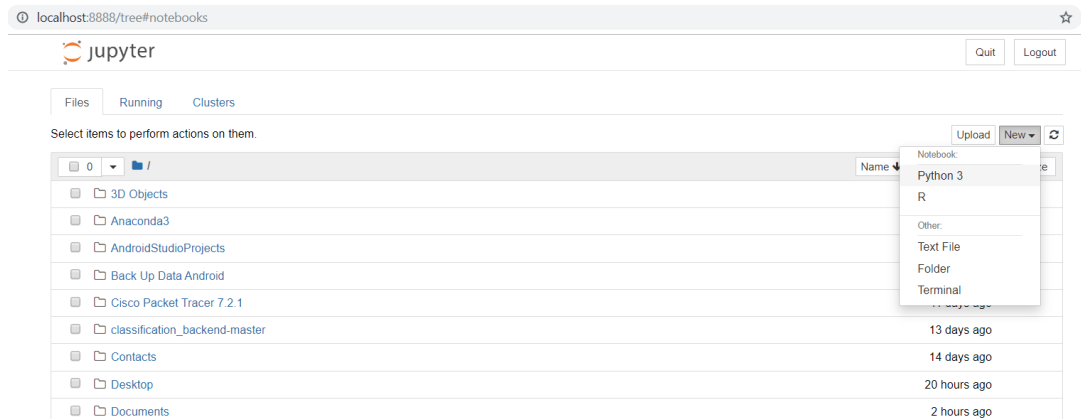 localhost:8888/tree#notebooks
jupyter
Quit Logout
Files Running Clusters
Select items to perform actions on them.
Upload New
0 / Name
Notebook:
Python 3
R
Other:
Text File
Folder
Terminal
3D Objects
Anaconda3
AndroidStudioProjects
Back Up Data Android
Cisco Packet Tracer 7.2.1
classification_backend-master 13 days ago
Contacts 14 days ago
Desktop 20 hours ago
Documents 2 hours ago